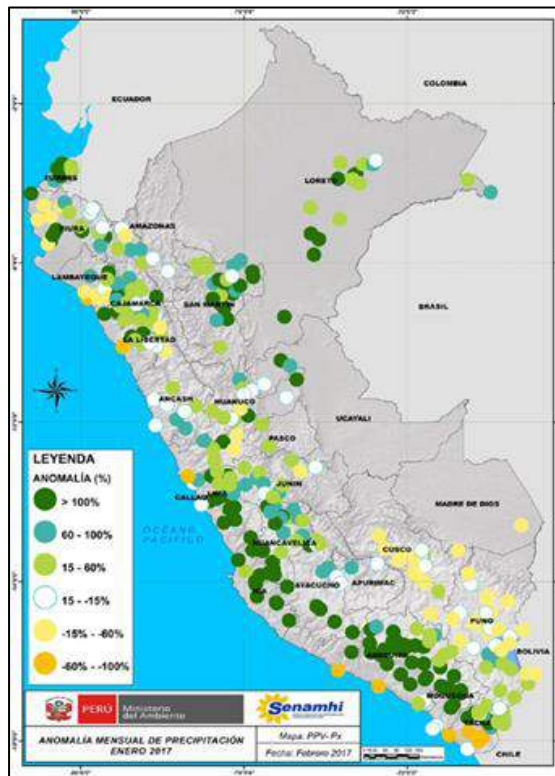 COLOMBIA
ECUADOR
TUMBES
LORETO
PIURA
AMAZONAS
LAMBAYEQUE
CAJAMARCA
SAN MARTIN
BRASIL
LA LIBERTAD
ANCASH
HUANUCO
UCAYALI
PASCO
LEYENDA
ANOMALÍA (%)
> 100%
60 - 100%
15 - 60%
15 - -15%
-15% - -60%
-60% - -100%
LIMA
CALLAO
JUNIN
MADRE DE DIOS
OCEANO
PACIFICO
HUANCAVELICA
CUSCO
ICA
AYACUCHO
APURIMAC
PUNO
AREQUIPA
BOLIVIA
MOQUEGUA
TACNA
CHILE
PERÚ
Ministerio
del Ambiente
Senamhi
ANOMALÍA MENSUAL DE PRECIPITACIÓN
ENERO 2017
Mapa: PPV- Px
Fecha: Febrero 2017